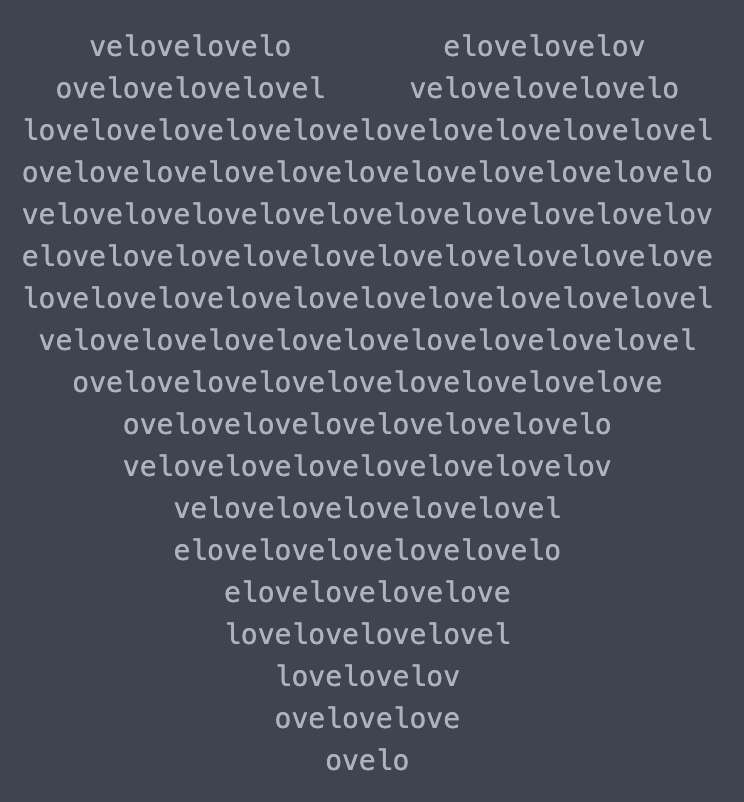 velovelovelo         elovelovelov
ovelovelovelovel     velovelovelovelo
lovelovelovelovelovelovelovelovelovelovel
ovelovelovelovelovelovelovelovelovelovelo
velovelovelovelovelovelovelovelovelovelov
elovelovelovelovelovelovelovelovelovelove
lovelovelovelovelovelovelovelovelovelovel
velovelovelovelovelovelovelovelovelovel
ovelovelovelovelovelovelovelovelove
ovelovelovelovelovelovelovelo
velovelovelovelovelovelovelov
velovelovelovelovelovel
elovelovelovelovelovelo
elovelovelovelove
lovelovelovelovel
lovelovelov
ovelovelove
ovelo